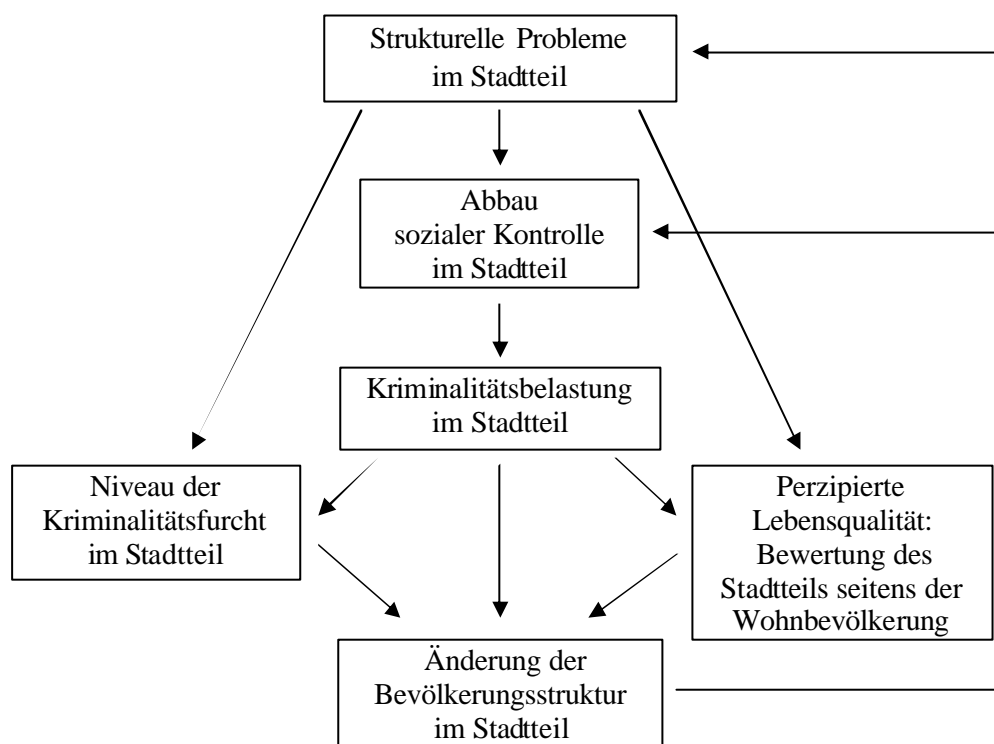 Strukturelle Probleme
im Stadtteil
Abbau
sozialer Kontrolle
im Stadtteil
Kriminalitätsbelastung
im Stadtteil
Niveau der
Kriminalitätsfurcht
im Stadtteil
Perzipierte
Lebensqualität:
Bewertung des
Stadtteils seitens der
Wohnbevölkerung
Änderung der
Bevölkerungsstruktur
im Stadtteil